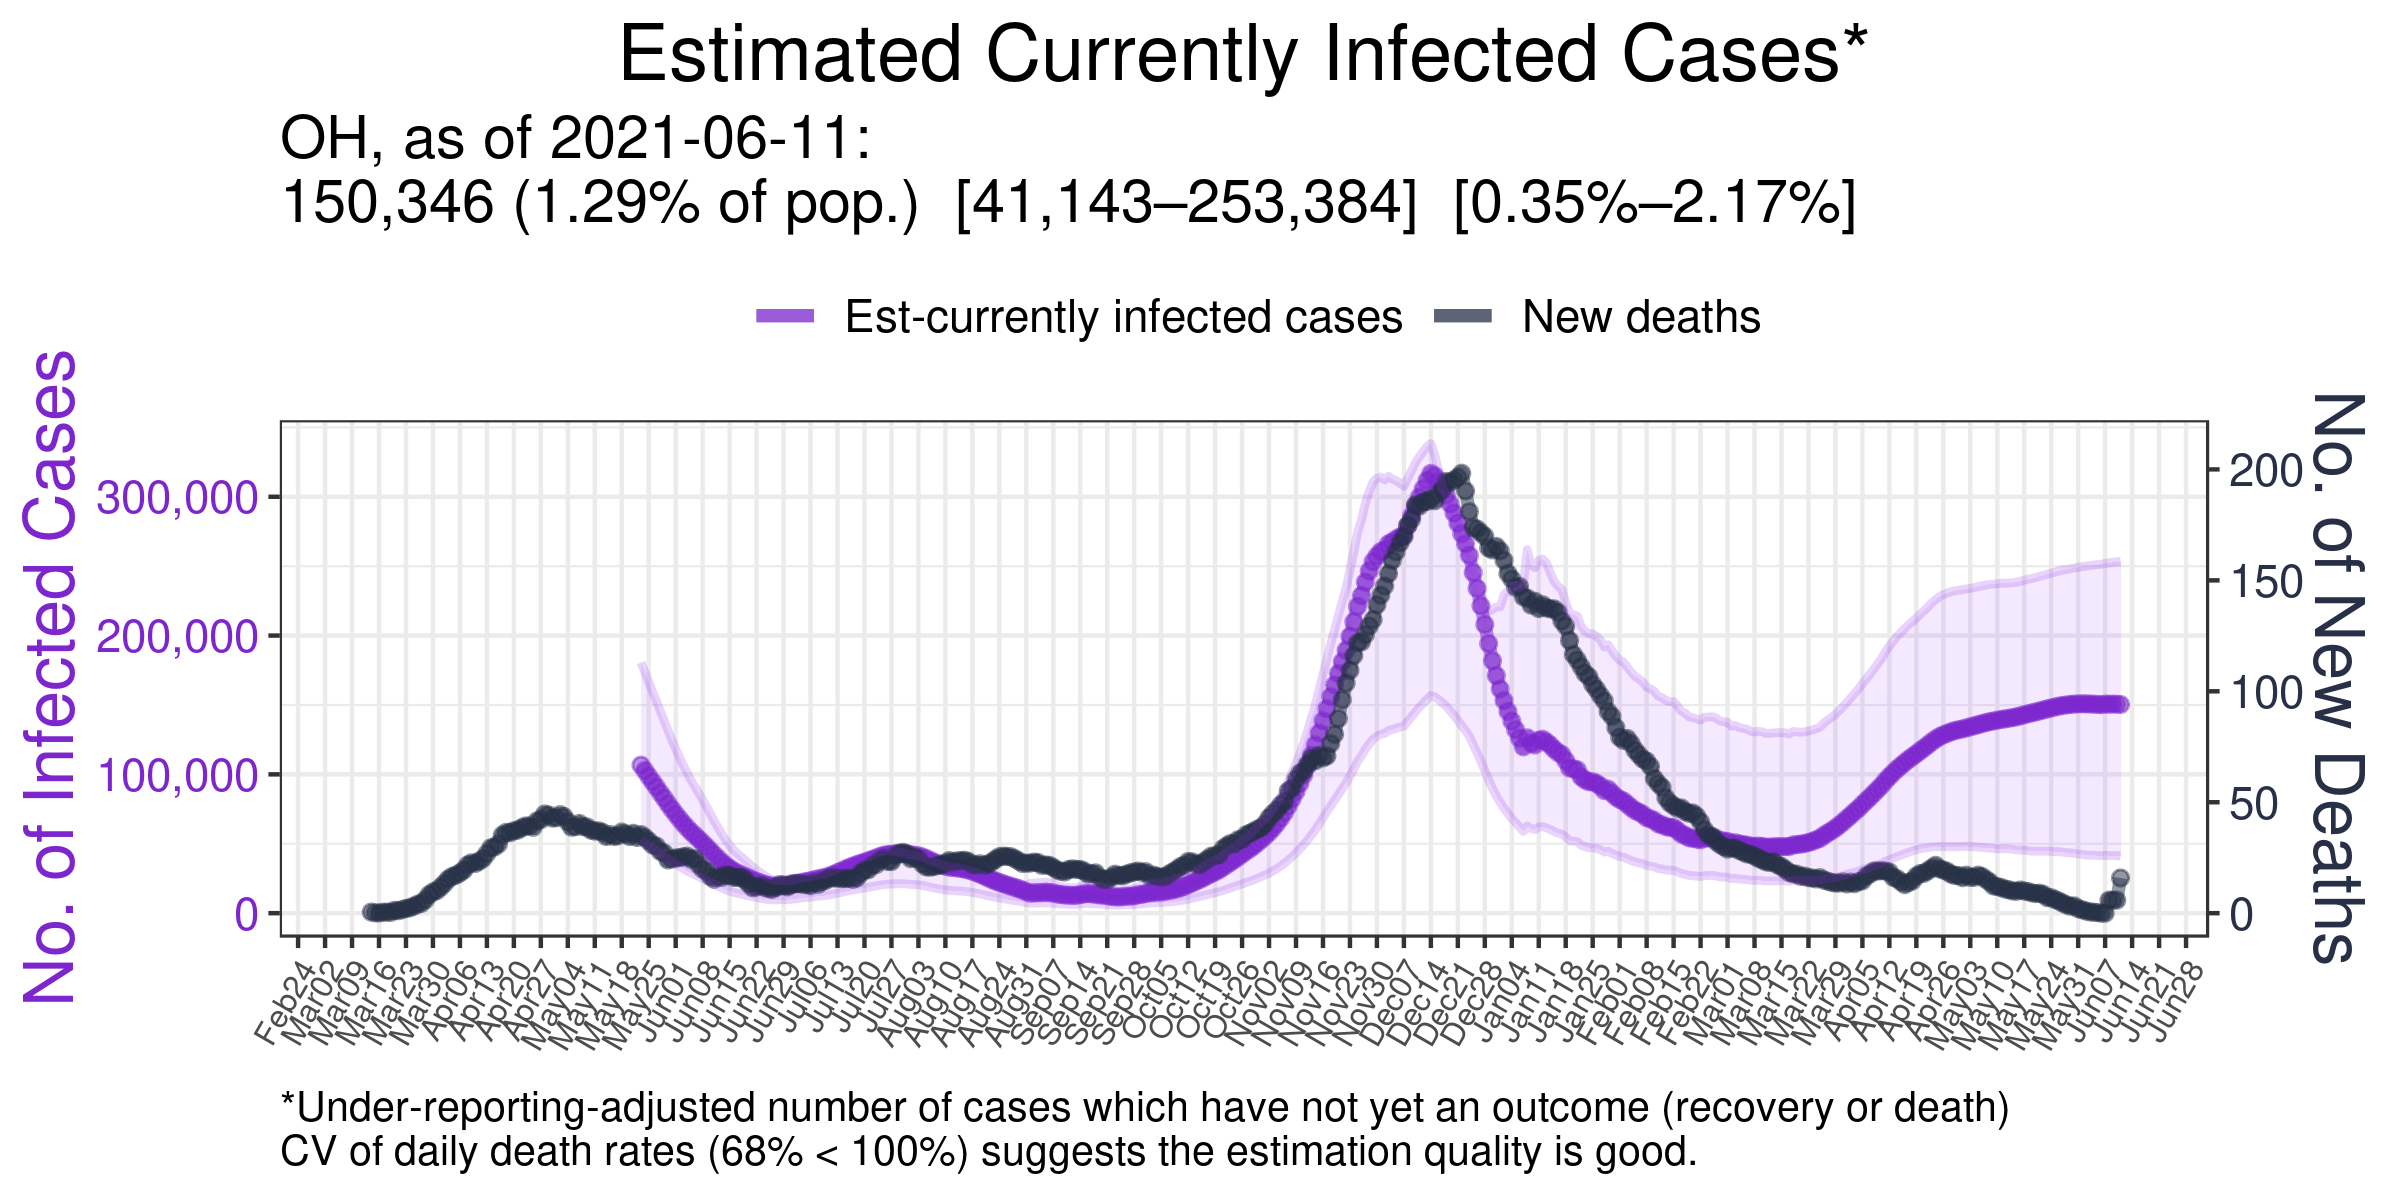 Estimated Currently Infected Cases*
OH, as of 2021-06-11:
150,346 (1.29% of pop.) [41,143–253,384] [0.35%–2.17%]
Est-currently infected cases New deaths
No. of Infected Cases
300,000
200,000
100,000
0
200
150
100
50
0
No. of New Deaths
Feb24 Mar02 Mar09 Mar16 Mar23 Mar30 Apr06 Apr13 Apr20 Apr27 May04 May11 May18 May25 Jun01 Jun08 Jun15 Jun22 Jun29 Jul06 Jul13 Jul20 Jul27 Aug03 Aug10 Aug17 Aug24 Aug31 Sep07 Sep14 Sep21 Sep28 Oct05 Oct12 Oct19 Oct26 Nov02 Nov09 Nov16 Nov23 Nov30 Dec07 Dec14 Dec21 Dec28 Jan04 Jan11 Jan18 Jan25 Feb01 Feb08 Feb15 Feb22 Mar01 Mar08 Mar15 Mar22 Mar29 Apr05 Apr12 Apr19 Apr26 May03 May10 May17 May24 May31 Jun07 Jun14 Jun21 Jun28
*Under-reporting-adjusted number of cases which have not yet an outcome (recovery or death)
CV of daily death rates (68% < 100%) suggests the estimation quality is good.